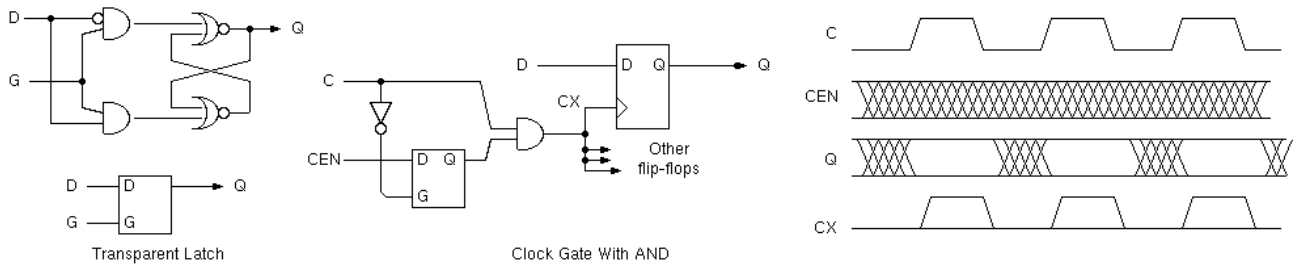 D
G
Q
D
D
Q
G
G
Transparent Latch
C
CEN
D
Q
G
CX
D
D
Q
Q
Other
flip-flops
Clock Gate With AND
C
CEN
Q
CX